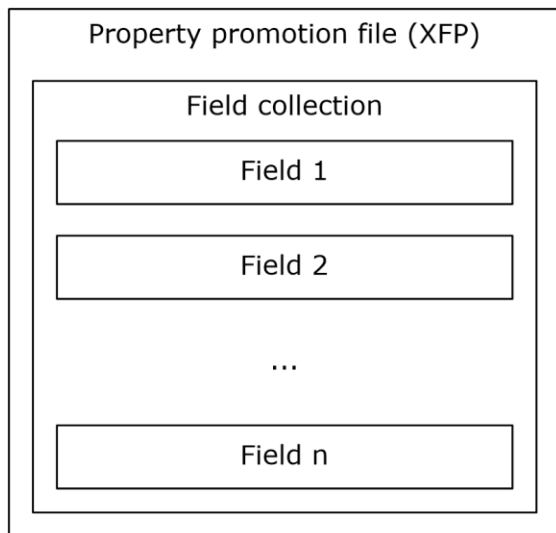 Property promotion file (XFP)
Field collection
Field 1
Field 2
...
Field n